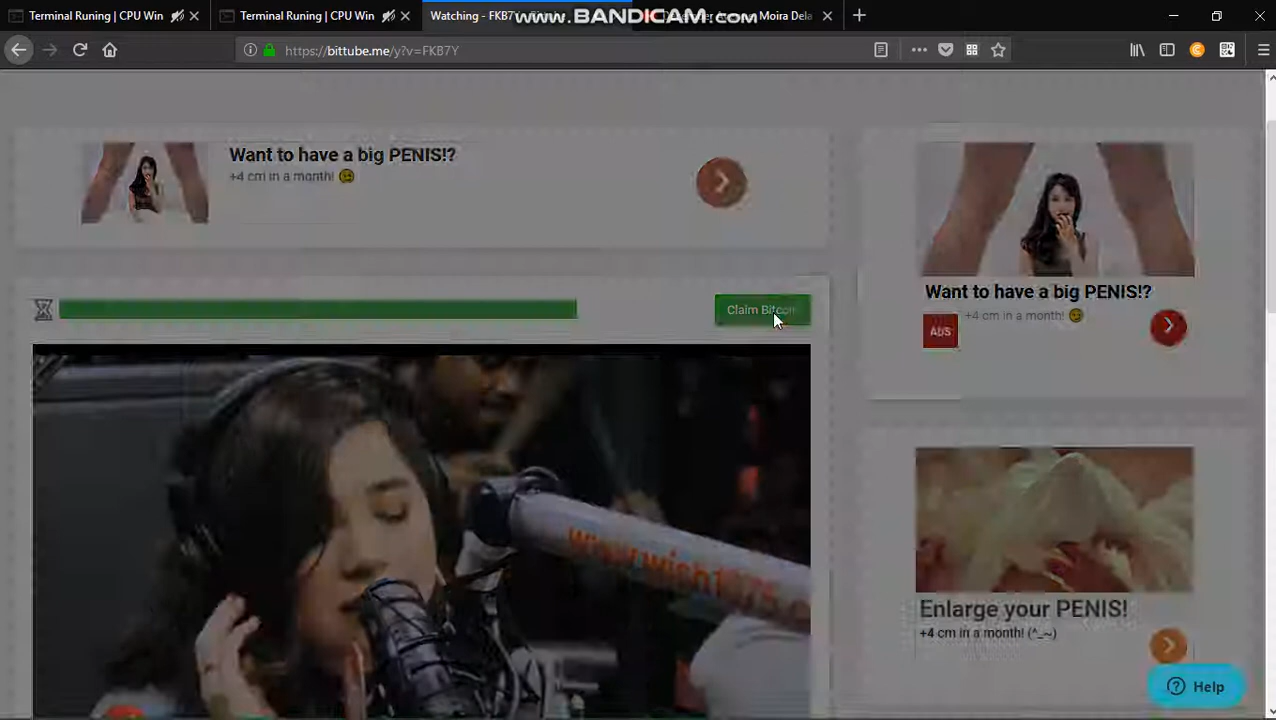 Terminal Runing | CPU Win
Terminal Runing | CPU Win
Watching - FKB7
www.BANDICAM.com
Moira Dela
https://bittube.me/y?v=FKB7Y
Want to have a big PENIS!?
+4 cm in a month!
Claim Bitcoin
Want to have a big PENIS!?
+4 cm in a month!
ADS
Enlarge your PENIS!
+4 cm in a month! (^_~)
Help